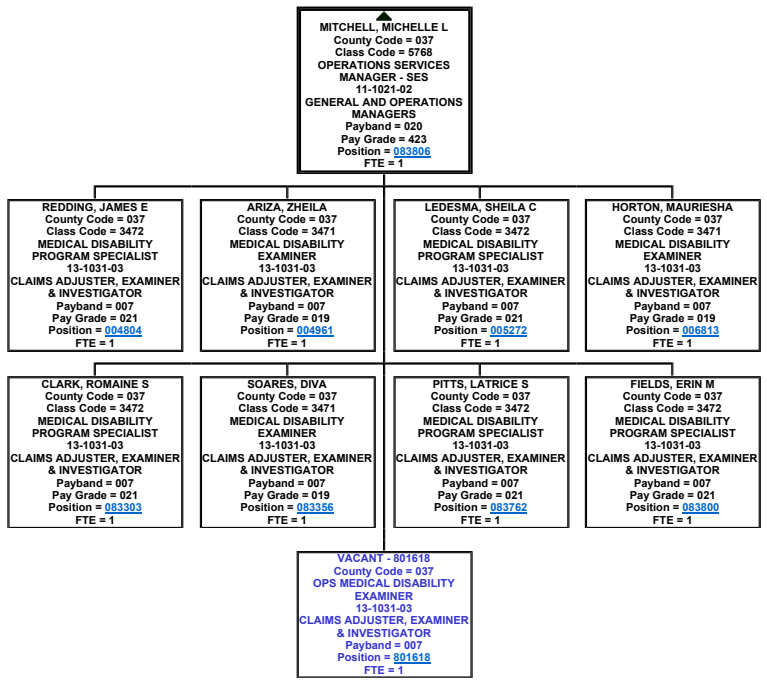 MITCHELL, MICHELLE L
County Code = 037
Class Code = 5768
OPERATIONS SERVICES
MANAGER - SES
11-1021-02
GENERAL AND OPERATIONS
MANAGERS
Payband = 020
Pay Grade = 423
Position = 083806
FTE = 1
REDDING, JAMES E
County Code = 037
Class Code = 3472
MEDICAL DISABILITY
PROGRAM SPECIALIST
13-1031-03
CLAIMS ADJUSTER, EXAMINER
& INVESTIGATOR
Payband = 007
Pay Grade = 021
Position = 004804
FTE = 1
ARIZA, ZHEILA
County Code = 037
Class Code = 3471
MEDICAL DISABILITY
EXAMINER
13-1031-03
CLAIMS ADJUSTER, EXAMINER
& INVESTIGATOR
Payband = 007
Pay Grade = 019
Position = 004961
FTE = 1
LEDESMA, SHEILA C
County Code = 037
Class Code = 3472
MEDICAL DISABILITY
PROGRAM SPECIALIST
13-1031-03
CLAIMS ADJUSTER, EXAMINER
& INVESTIGATOR
Payband = 007
Pay Grade = 021
Position = 005272
FTE = 1
HORTON, MAURIESHA
County Code = 037
Class Code = 3471
MEDICAL DISABILITY
EXAMINER
13-1031-03
CLAIMS ADJUSTER, EXAMINER
& INVESTIGATOR
Payband = 007
Pay Grade = 019
Position = 006813
FTE = 1
CLARK, ROMAINE S
County Code = 037
Class Code = 3472
MEDICAL DISABILITY
PROGRAM SPECIALIST
13-1031-03
CLAIMS ADJUSTER, EXAMINER
& INVESTIGATOR
Payband = 007
Pay Grade = 021
Position = 083303
FTE = 1
SOARES, DIVA
County Code = 037
Class Code = 3471
MEDICAL DISABILITY
EXAMINER
13-1031-03
CLAIMS ADJUSTER, EXAMINER
& INVESTIGATOR
Payband = 007
Pay Grade = 019
Position = 083356
FTE = 1
PITTS, LATRICE S
County Code = 037
Class Code = 3472
MEDICAL DISABILITY
PROGRAM SPECIALIST
13-1031-03
CLAIMS ADJUSTER, EXAMINER
& INVESTIGATOR
Payband = 007
Pay Grade = 021
Position = 083762
FTE = 1
FIELDS, ERIN M
County Code = 037
Class Code = 3472
MEDICAL DISABILITY
PROGRAM SPECIALIST
13-1031-03
CLAIMS ADJUSTER, EXAMINER
& INVESTIGATOR
Payband = 007
Pay Grade = 021
Position = 083800
FTE = 1
VACANT - 801618
County Code = 037
OPS MEDICAL DISABILITY
EXAMINER
13-1031-03
CLAIMS ADJUSTER, EXAMINER
& INVESTIGATOR
Payband = 007
Position = 801618
FTE = 1